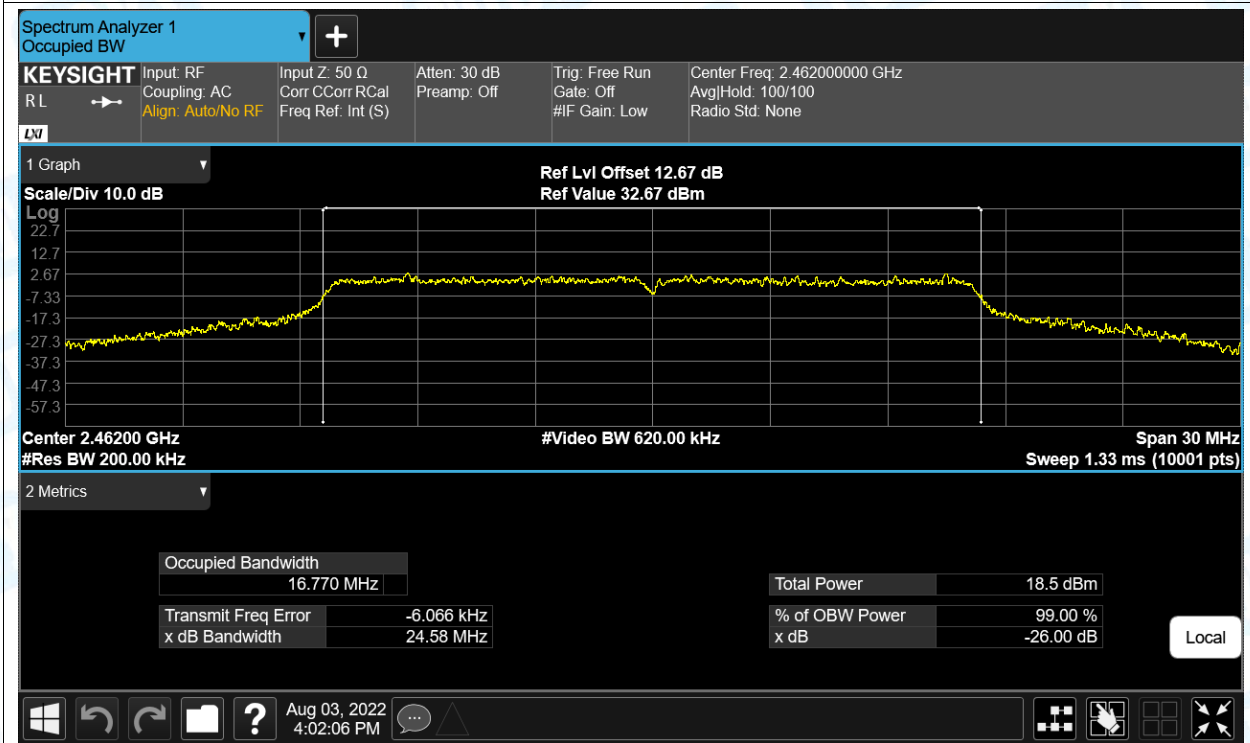 Spectrum Analyzer 1
Occupied BW
KEYSIGHT
R L
LXI
Input: RF
Coupling: AC
Align: Auto/No RF
Input Z: 50 Ω
Corr CCorr RCal
Freq Ref: Int (S)
Atten: 30 dB
Preamp: Off
Trig: Free Run
Gate: Off
#IF Gain: Low
Center Freq: 2.462000000 GHz
Avg|Hold: 100/100
Radio Std: None
1 Graph
Scale/Div 10.0 dB
Ref Lvl Offset 12.67 dB
Ref Value 32.67 dBm
Log
22.7
12.7
2.67
-7.33
-17.3
-27.3
-37.3
-47.3
-57.3
Center 2.46200 GHz
#Res BW 200.00 kHz
#Video BW 620.00 kHz
Span 30 MHz
Sweep 1.33 ms (10001 pts)
2 Metrics
Occupied Bandwidth
16.770 MHz
Transmit Freq Error -6.066 kHz
x dB Bandwidth 24.58 MHz
Total Power 18.5 dBm
% of OBW Power 99.00 %
x dB -26.00 dB
Local
?
Aug 03, 2022
4:02:06 PM